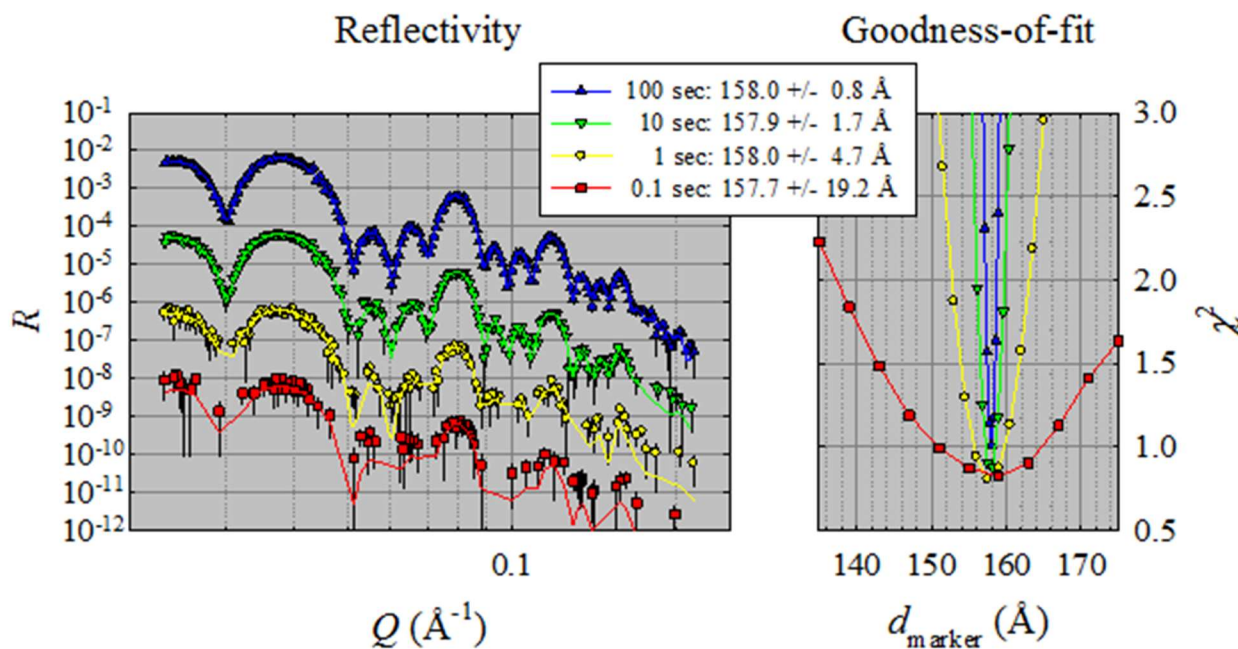 Reflectivity
Goodness-of-fit
100 sec: 158.0 +/- 0.8 Å
10 sec: 157.9 +/- 1.7 Å
1 sec: 158.0 +/- 4.7 Å
0.1 sec: 157.7 +/- 19.2 Å
10⁻¹
10⁻²
10⁻³
10⁻⁴
10⁻⁵
10⁻⁶
10⁻⁷
10⁻⁸
10⁻⁹
10⁻¹⁰
10⁻¹¹
10⁻¹²
R
0.1
Q (Å⁻¹)
3.0
2.5
2.0
1.5
1.0
0.5
χ²
140 150 160 170
d marker (Å)